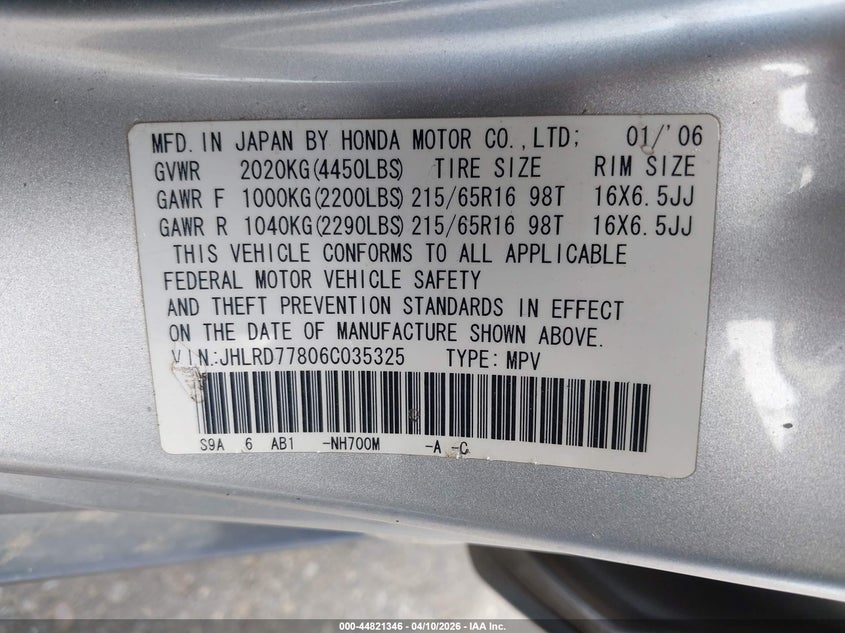 MFD. IN JAPAN BY HONDA MOTOR CO.,LTD; 01/'06
GVWR 2020KG(4450LBS) TIRE SIZE RIM SIZE
GAWR F 1000KG(2200LBS) 215/65R16 98T 16X6.5JJ
GAWR R 1040KG(2290LBS) 215/65R16 98T 16X6.5JJ
THIS VEHICLE CONFORMS TO ALL APPLICABLE
FEDERAL MOTOR VEHICLE SAFETY
AND THEFT PREVENTION STANDARDS IN EFFECT
ON THE DATE OF MANUFACTURE SHOWN ABOVE.
V.I.N.:JHLRD77806C035325 TYPE: MPV
S9A 6 AB1 -NH700M -A -C
000-44821346 - 04/10/2026 - IAA Inc.